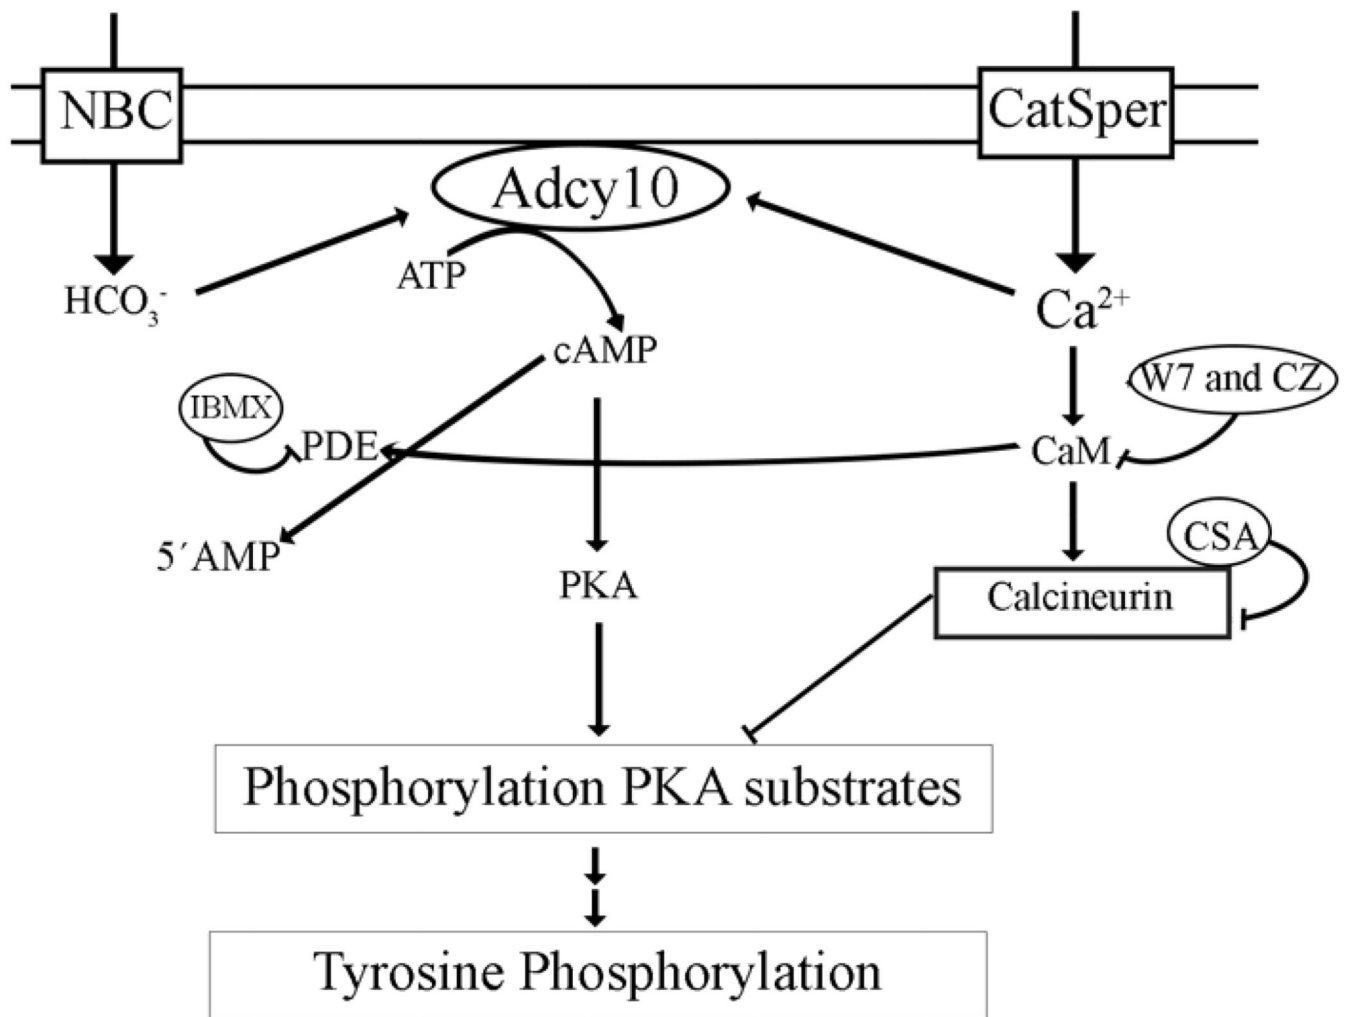 NBC
CatSper
Adcy10
ATP
HCO₃⁻
Ca²⁺
cAMP
W7 and CZ
IBMX
PDE
CaM
CSA
5´AMP
PKA
Calcineurin
Phosphorylation PKA substrates
Tyrosine Phosphorylation